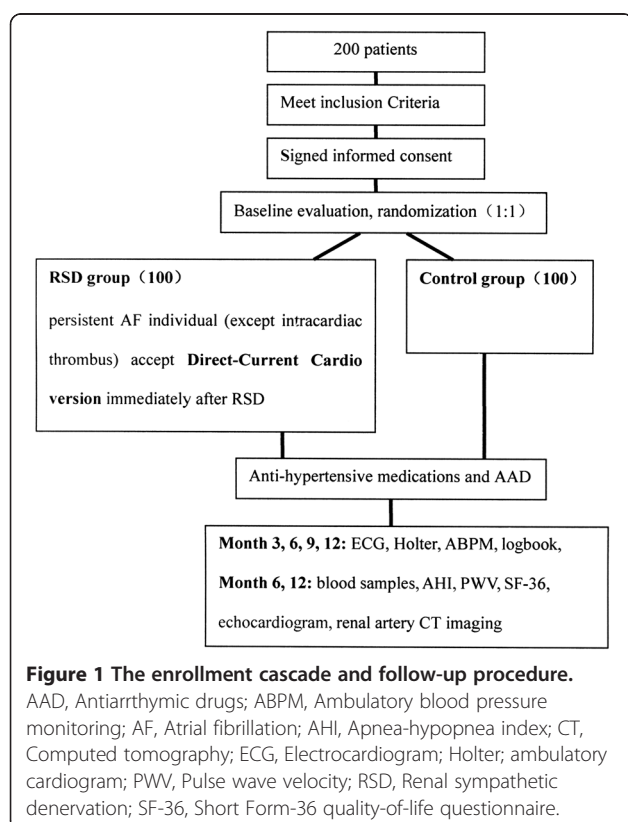 200 patients
Meet inclusion Criteria
Signed informed consent
Baseline evaluation, randomization（1:1）
RSD group（100）
persistent AF individual (except intracardiac
thrombus) accept Direct-Current Cardio
version immediately after RSD
Control group（100）
Anti-hypertensive medications and AAD
Month 3, 6, 9, 12: ECG, Holter, ABPM, logbook,
Month 6, 12: blood samples, AHI, PWV, SF-36,
echocardiogram, renal artery CT imaging
Figure 1 The enrollment cascade and follow-up procedure.
AAD, Antiarrthymic drugs; ABPM, Ambulatory blood pressure
monitoring; AF, Atrial fibrillation; AHI, Apnea-hypopnea index; CT,
Computed tomography; ECG, Electrocardiogram; Holter; ambulatory
cardiogram; PWV, Pulse wave velocity; RSD, Renal sympathetic
denervation; SF-36, Short Form-36 quality-of-life questionnaire.